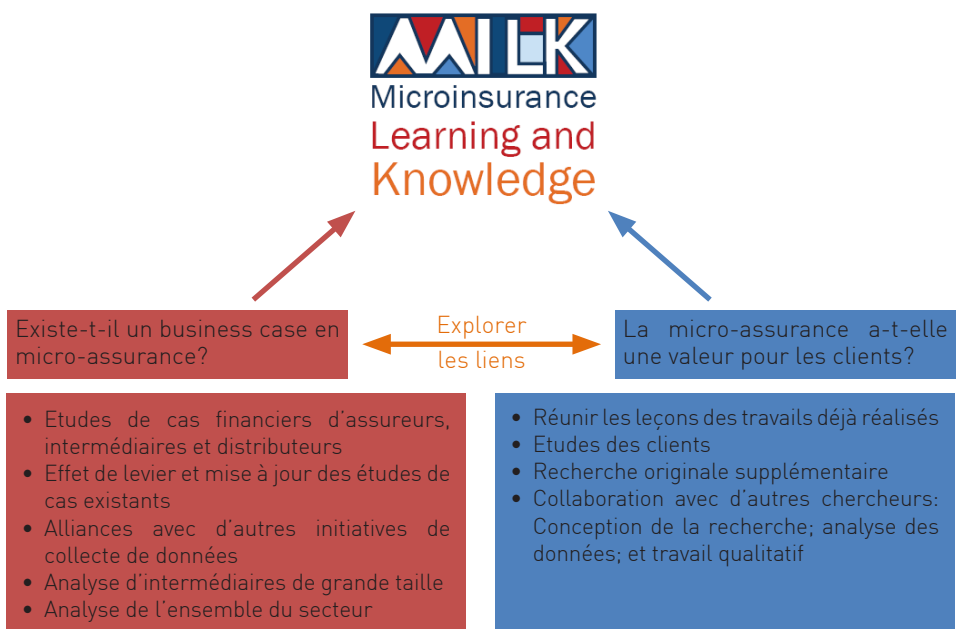 MILK
Microinsurance
Learning and
Knowledge
Existe-t-il un business case en
micro-assurance?
Explorer
les liens
La micro-assurance a-t-elle
une valeur pour les clients?
• Etudes de cas financiers d'assureurs,
intermédiaires et distributeurs
• Effet de levier et mise à jour des études de
cas existants
• Alliances avec d'autres initiatives de
collecte de données
• Analyse d'intermédiaires de grande taille
• Analyse de l'ensemble du secteur
• Réunir les leçons des travails déjà réalisés
• Etudes des clients
• Recherche originale supplémentaire
• Collaboration avec d'autres chercheurs:
Conception de la recherche; analyse des
données; et travail qualitatif